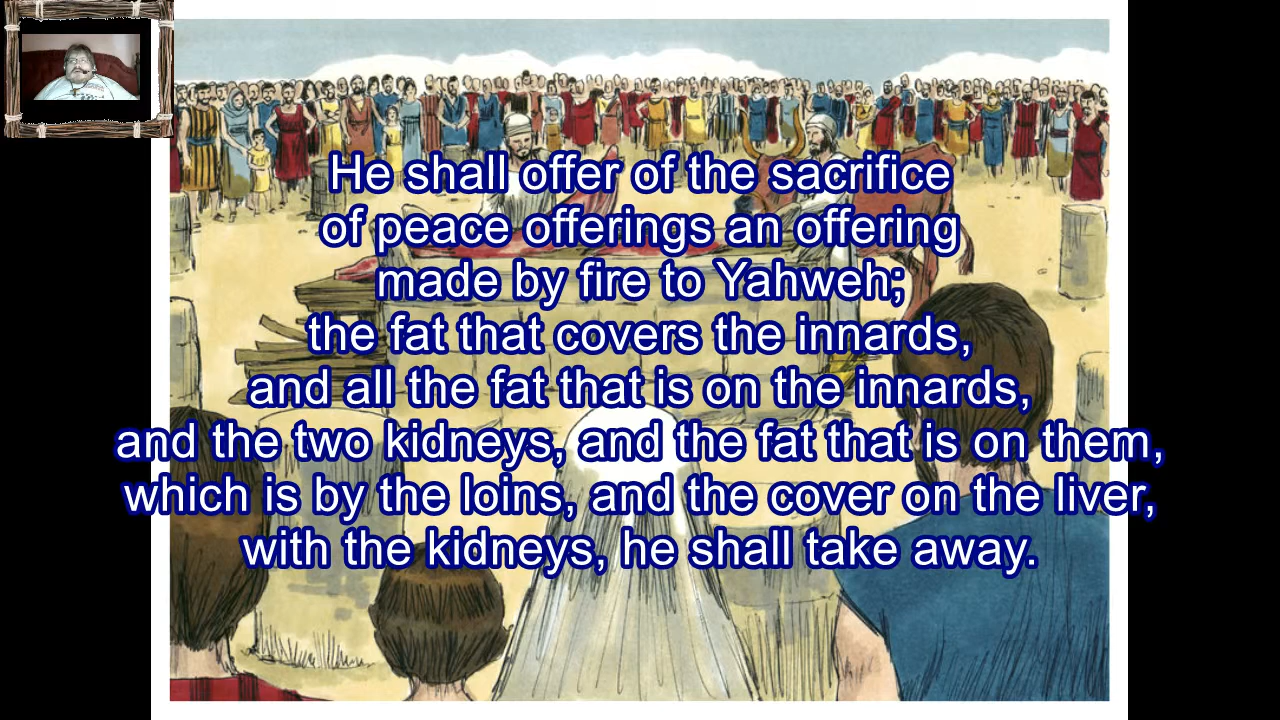 He shall offer of the sacrifice
of peace offerings an offering
made by fire to Yahweh;
the fat that covers the innards,
and all the fat that is on the innards,
and the two kidneys, and the fat that is on them,
which is by the loins, and the cover on the liver,
with the kidneys, he shall take away.